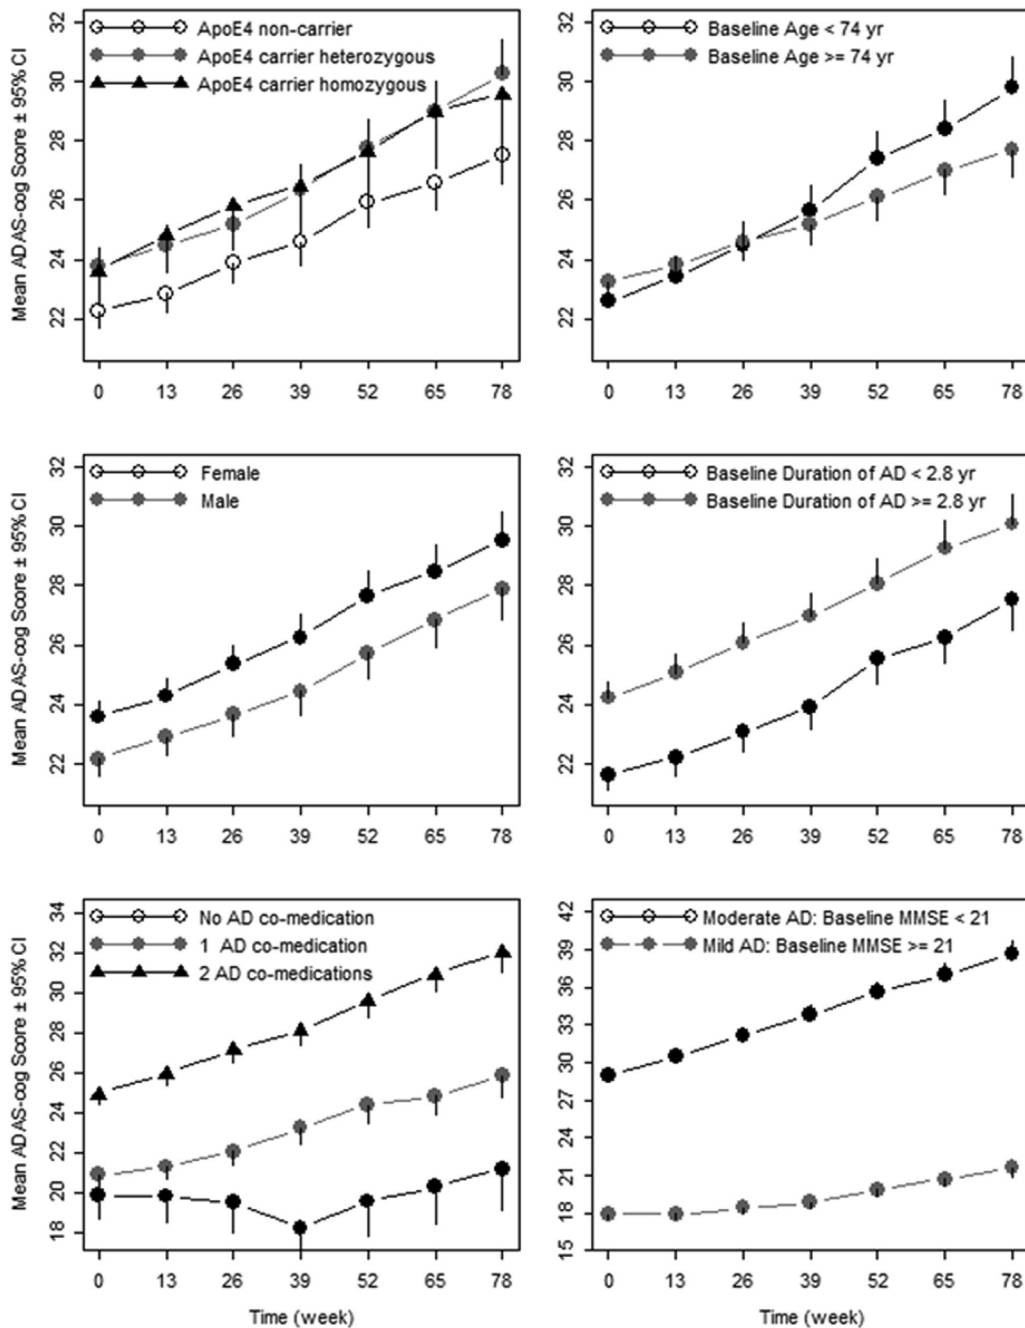 ApoE4 non-carrier
ApoE4 carrier heterozygous
ApoE4 carrier homozygous
Mean ADAS-cog Score ± 95% CI
32
30
28
26
24
22
0 13 26 39 52 65 78
Baseline Age < 74 yr
Baseline Age >= 74 yr
32
30
28
26
24
22
0 13 26 39 52 65 78
Female
Male
Mean ADAS-cog Score ± 95% CI
32
30
28
26
24
22
0 13 26 39 52 65 78
Baseline Duration of AD < 2.8 yr
Baseline Duration of AD >= 2.8 yr
32
30
28
26
24
22
0 13 26 39 52 65 78
No AD co-medication
1 AD co-medication
2 AD co-medications
Mean ADAS-cog Score ± 95% CI
34
32
30
28
26
24
22
20
18
0 13 26 39 52 65 78
Time (week)
Moderate AD: Baseline MMSE < 21
Mild AD: Baseline MMSE >= 21
42
39
36
33
30
27
24
21
18
15
0 13 26 39 52 65 78
Time (week)